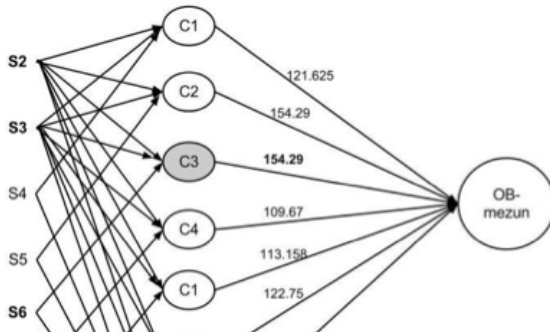 C1
S2
121.625
C2
154.29
S3
C3
154.29
S4
OB-
mezun
C4
109.67
S5
113.158
C1
122.75
S6